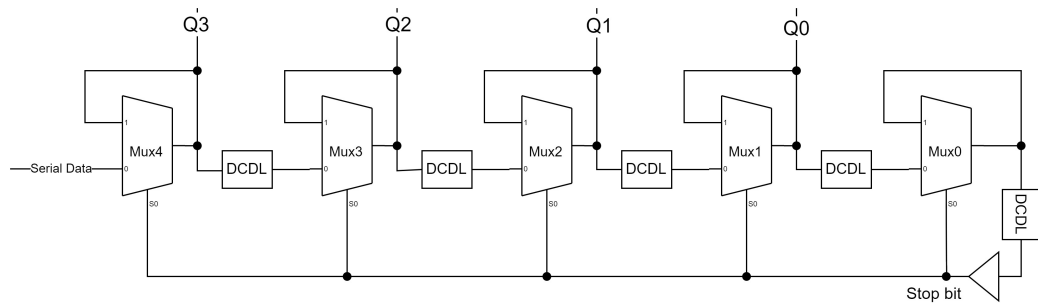 Q3
Q2
Q1
Q0
1
1
1
1
1
Mux4
Mux3
Mux2
Mux1
Mux0
Serial Data
0
DCDL
0
DCDL
0
DCDL
0
DCDL
0
S0
S0
S0
S0
S0
DCDL
Stop bit